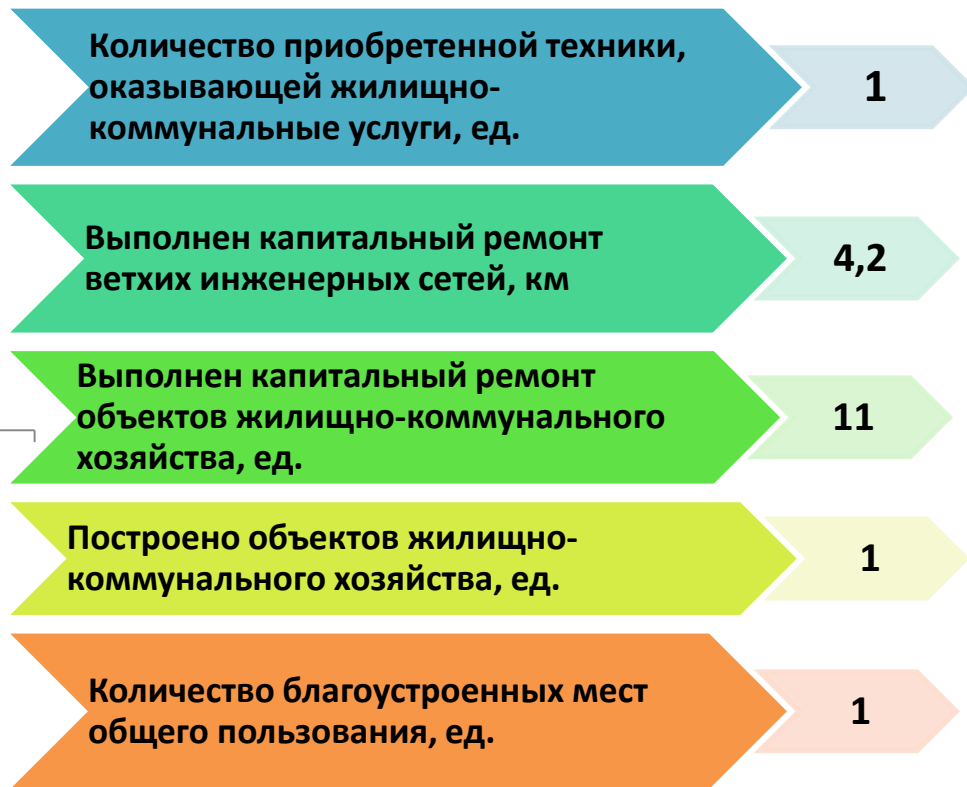 Количество приобретенной техники,
оказывающей жилищно-
коммунальные услуги, ед.
1
Выполнен капитальный ремонт
ветхих инженерных сетей, км
4,2
Выполнен капитальный ремонт
объектов жилищно-коммунального
хозяйства, ед.
11
Построено объектов жилищно-
коммунального хозяйства, ед.
1
Количество благоустроенных мест
общего пользования, ед.
1